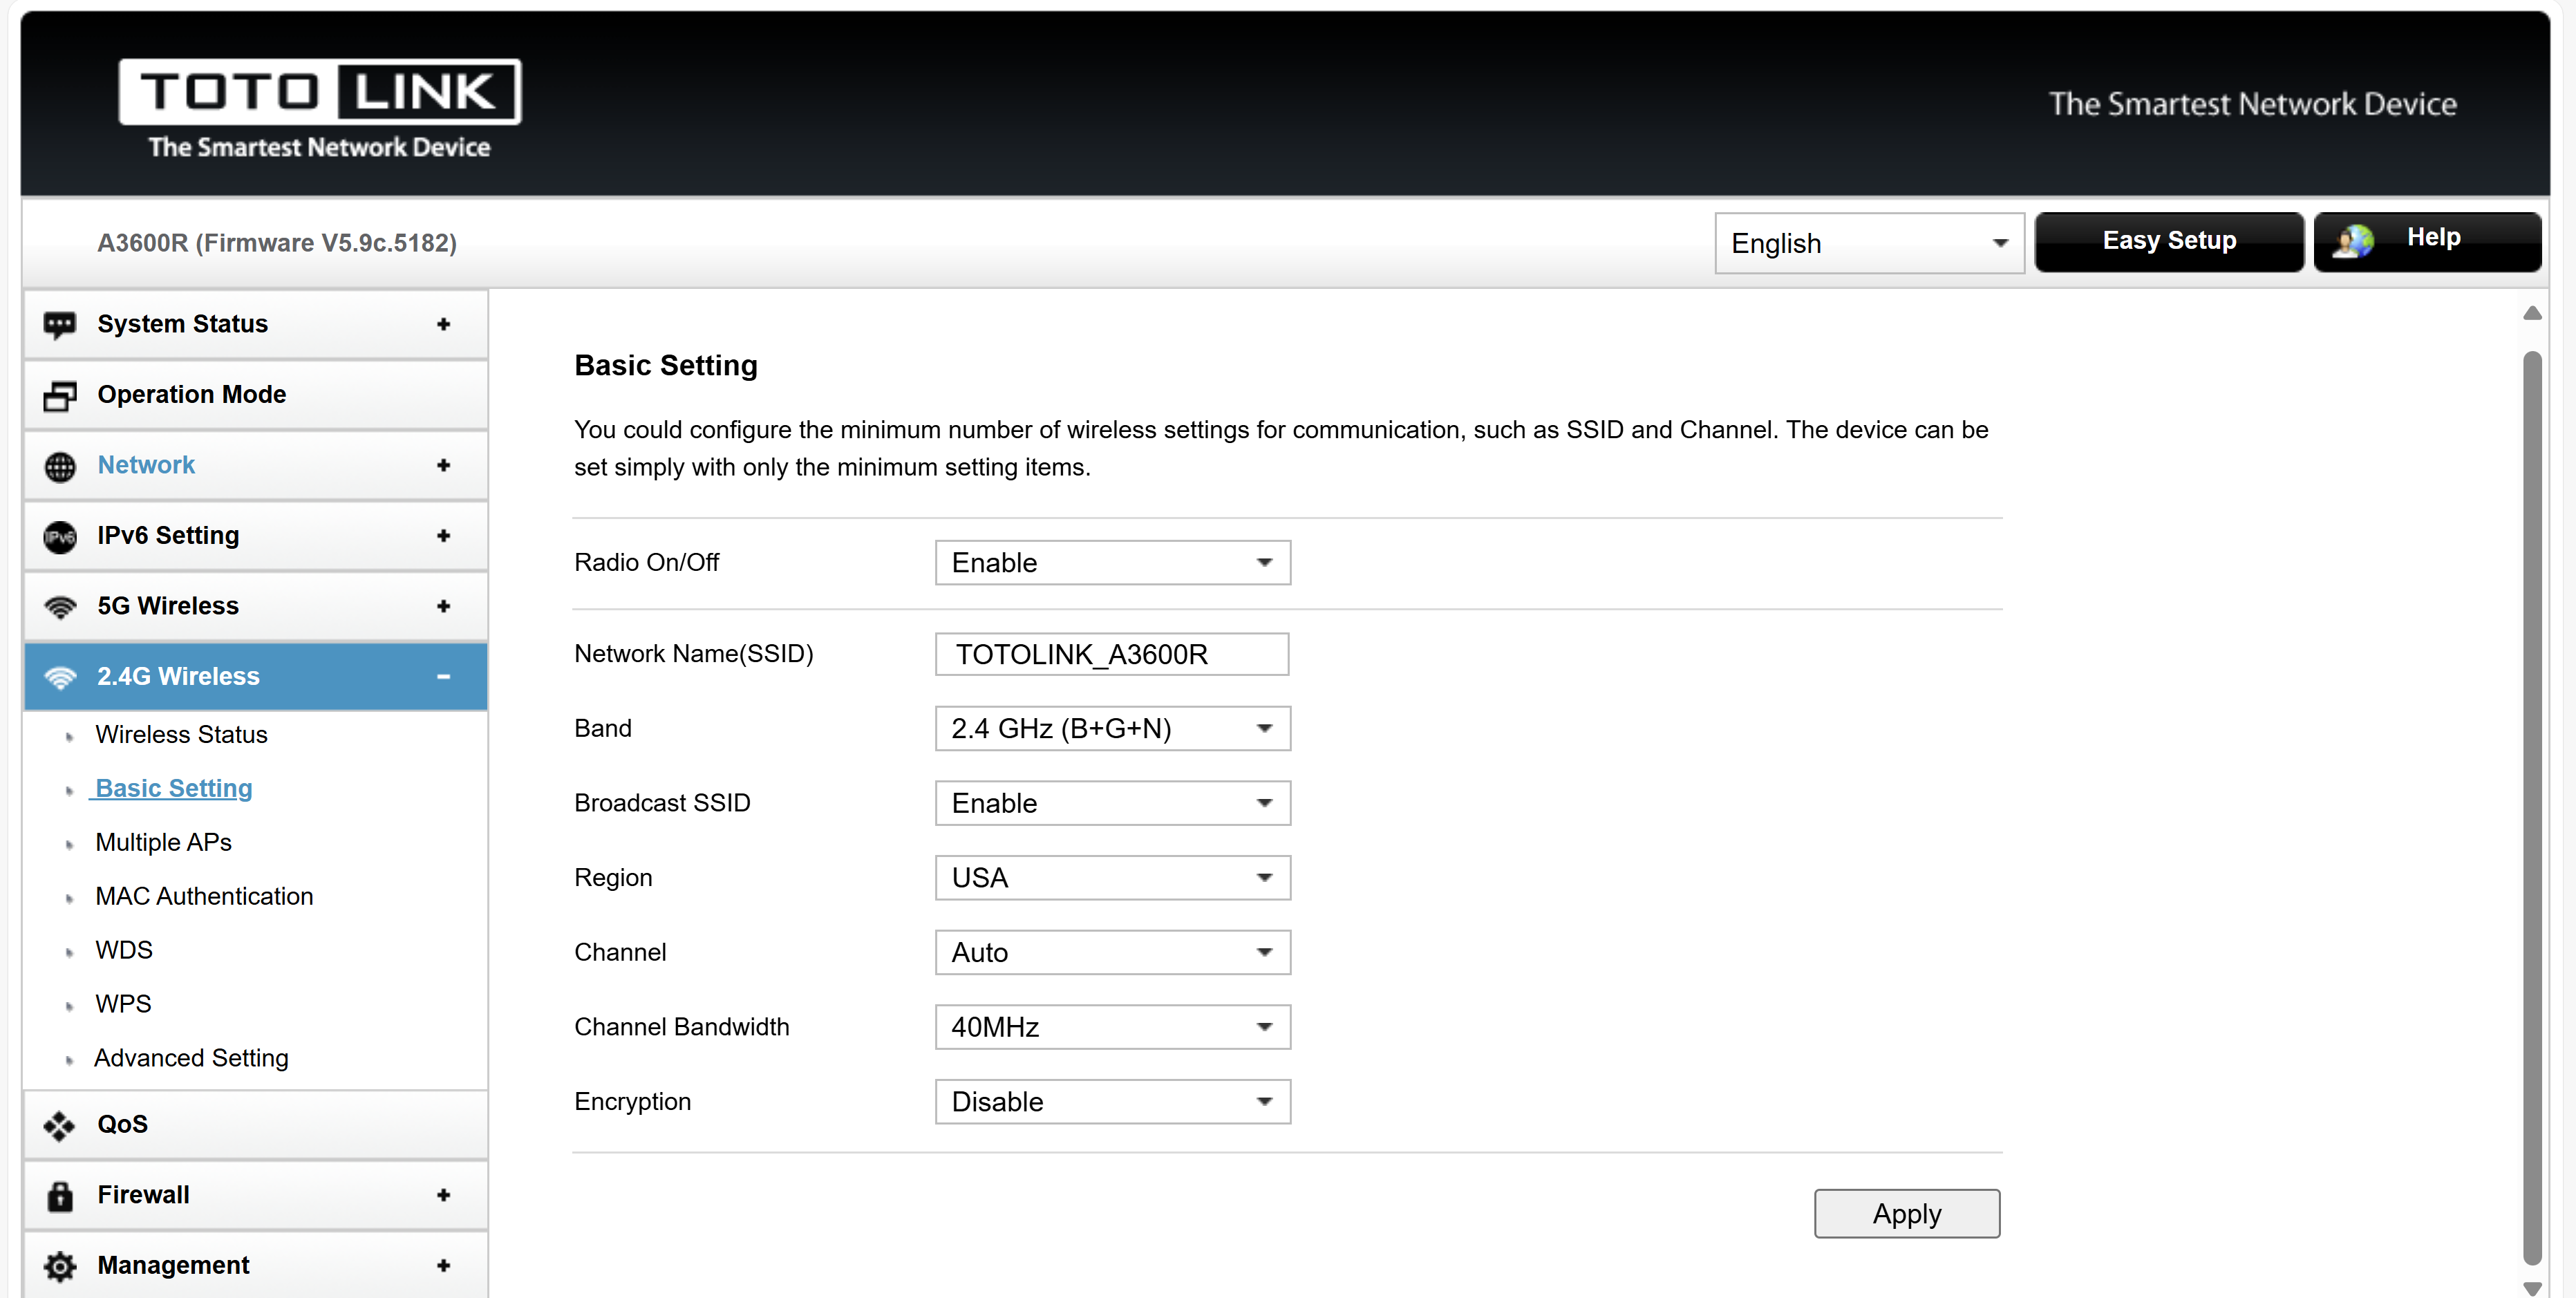 TOTO LINK
The Smartest Network Device
The Smartest Network Device
A3600R (Firmware V5.9c.5182)
English
Easy Setup
Help
System Status +
Operation Mode
Network +
IPv6 IPv6 Setting +
5G Wireless +
2.4G Wireless -
Wireless Status
Basic Setting
Multiple APs
MAC Authentication
WDS
WPS
Advanced Setting
QoS
Firewall +
Management +
Basic Setting
You could configure the minimum number of wireless settings for communication, such as SSID and Channel. The device can be
set simply with only the minimum setting items.
Radio On/Off Enable
Network Name(SSID) TOTOLINK_A3600R
Band 2.4 GHz (B+G+N)
Broadcast SSID Enable
Region USA
Channel Auto
Channel Bandwidth 40MHz
Encryption Disable
Apply